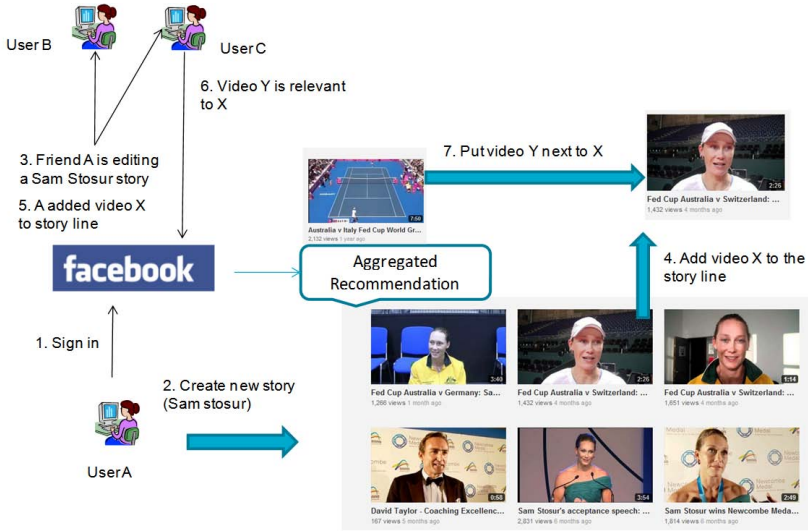 User B
User C
6. Video Y is relevant
to X
3. Friend A is editing
a Sam Stosur story
5. A added video X
to story line
7. Put video Y next to X
7:50
Australia v Italy Fed Cup World Gr...
2,132 views 1 year ago
2:26
Fed Cup Australia v Switzerland: ...
1,432 views 4 months ago
facebook
Aggregated
Recommendation
4. Add video X to the
story line
1. Sign in
2. Create new story
(Sam stosur)
User A
3:40
Fed Cup Australia v Germany: Sa...
1,266 views 1 month ago
2:26
Fed Cup Australia v Switzerland: ...
1,432 views 4 months ago
1:14
Fed Cup Australia v Switzerland: ...
1,651 views 4 months ago
0:58
David Taylor - Coaching Excellenc...
167 views 5 months ago
3:54
Sam Stosur's acceptance speech: ...
2,831 views 6 months ago
2:49
Sam Stosur wins Newcombe Meda...
1,814 views 6 months ago